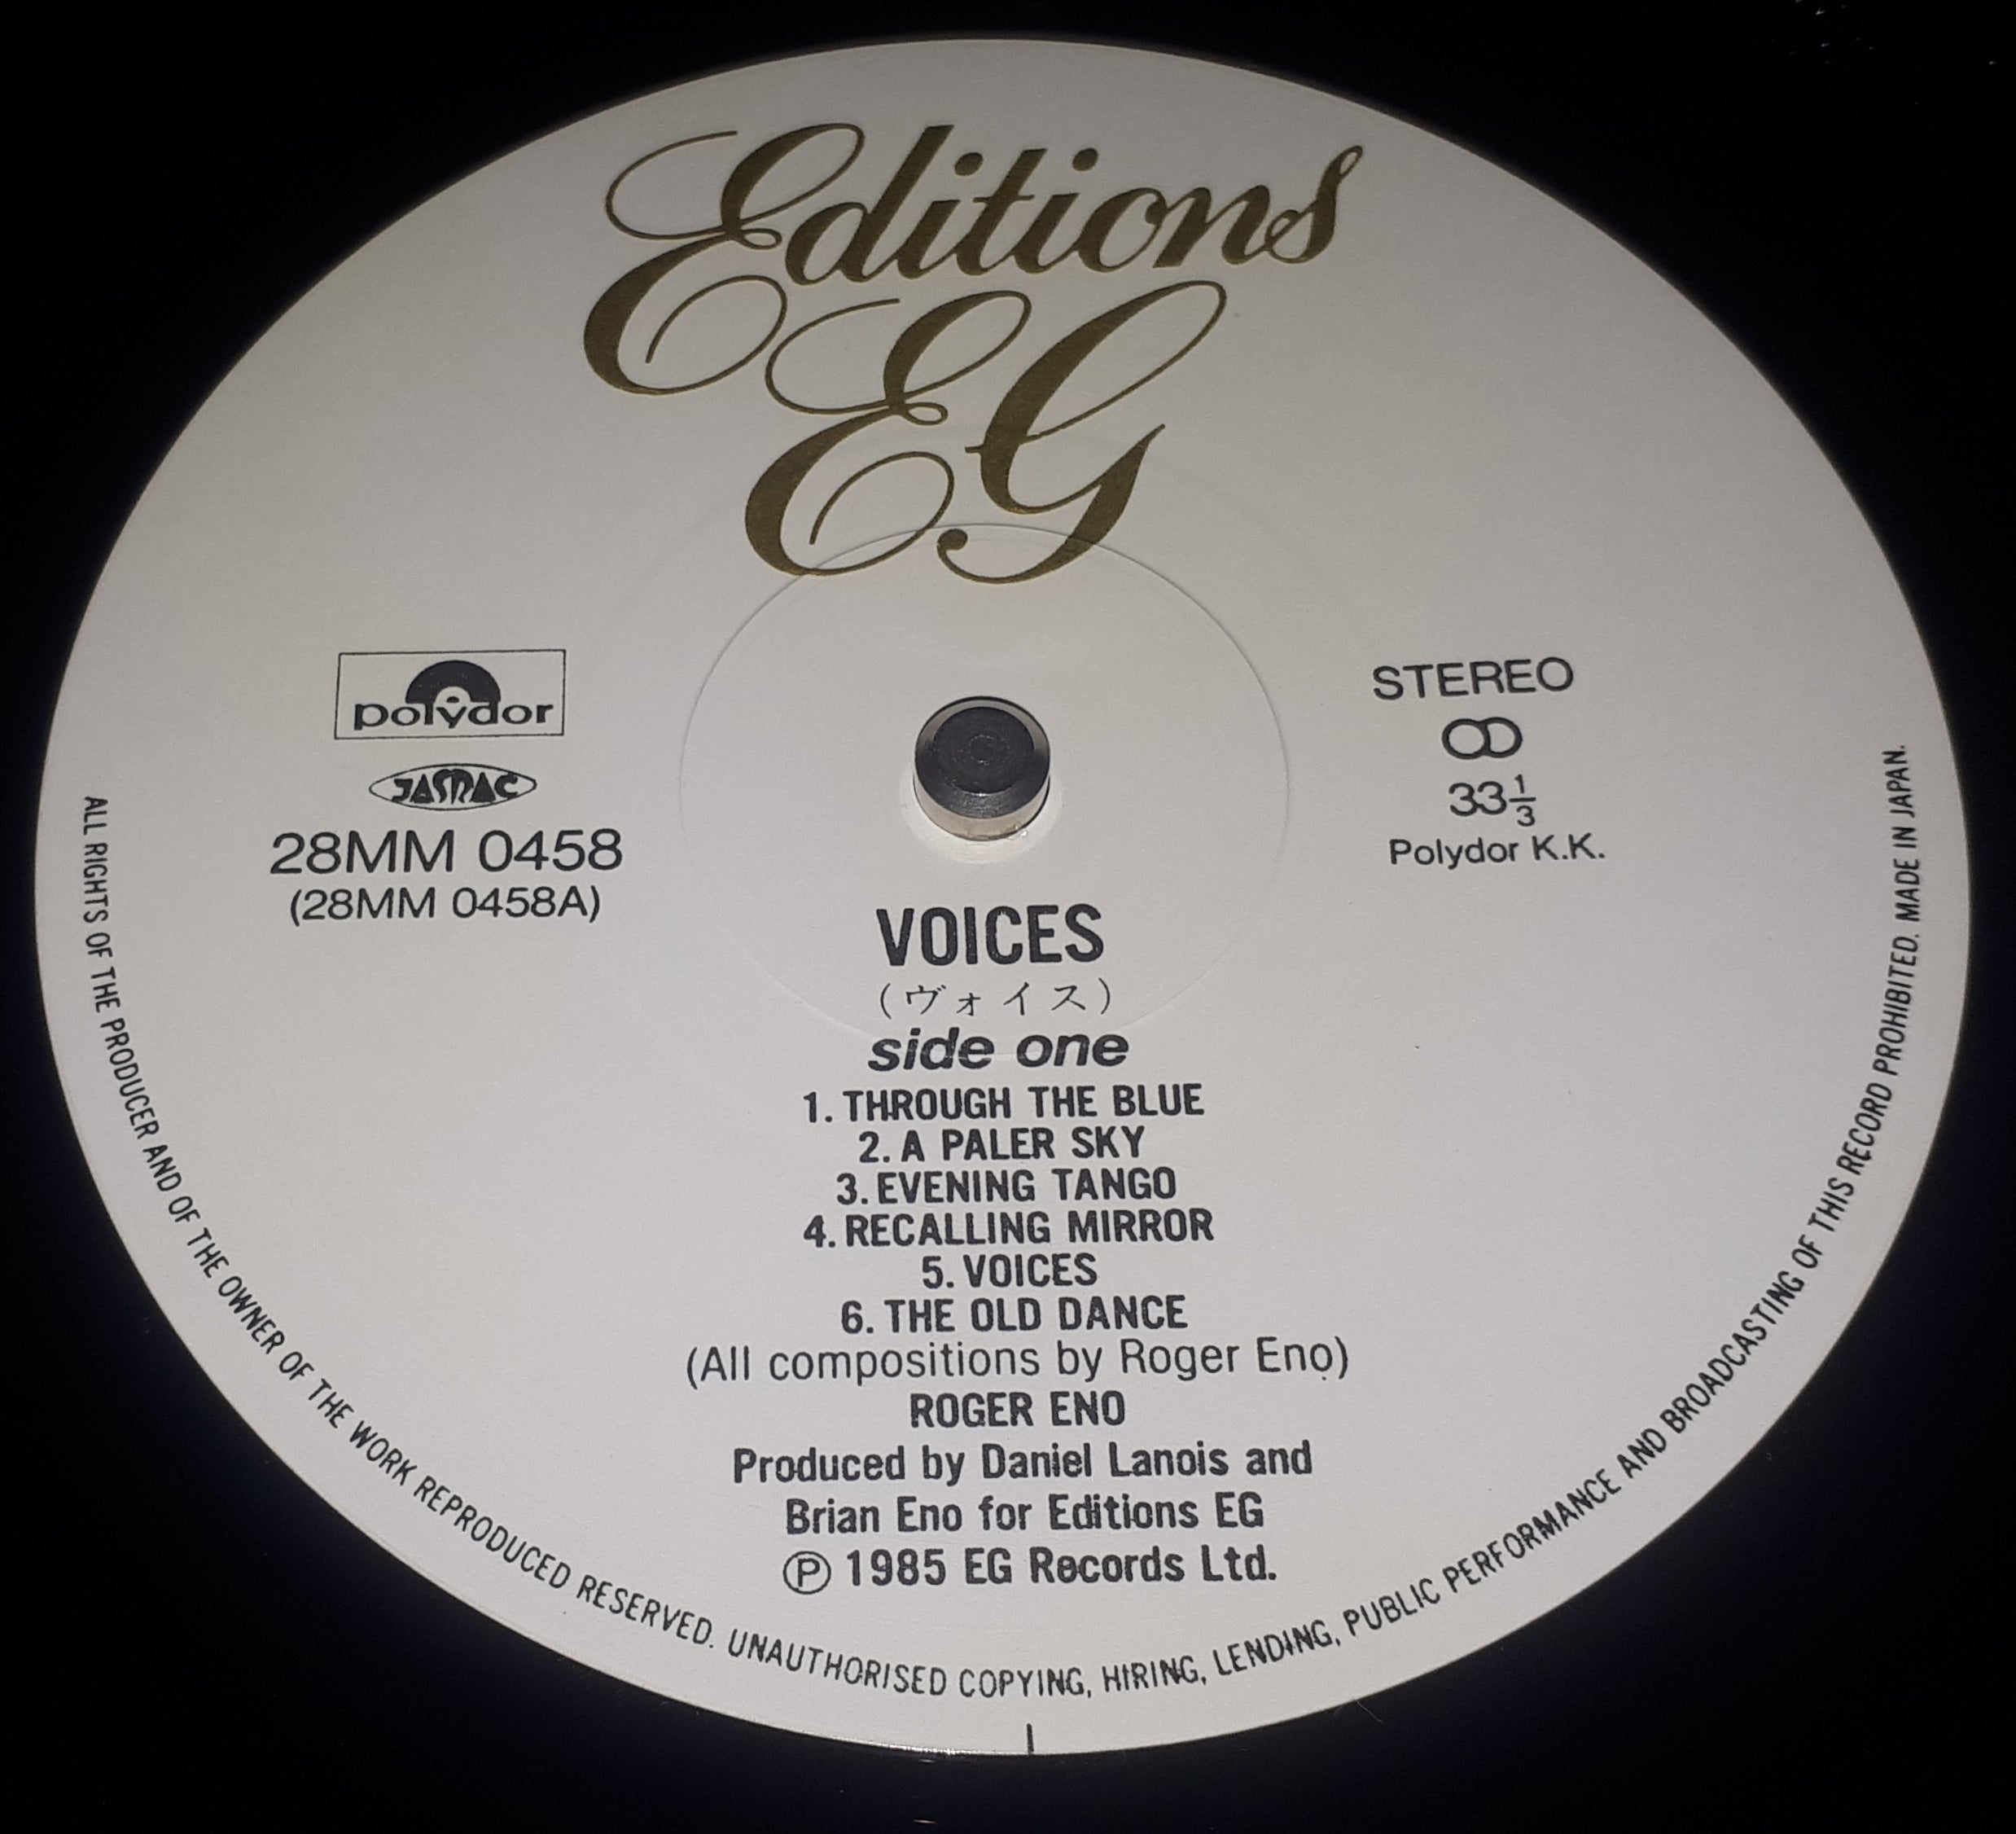 Editions
EG
polydor
JASRAC
28MM 0458
(28MM 0458A)
STEREO
33 1/3
Polydor K.K.
VOICES
(ヴォイス)
side one
1. THROUGH THE BLUE
2. A PALER SKY
3. EVENING TANGO
4. RECALLING MIRROR
5. VOICES
6. THE OLD DANCE
(All compositions by Roger Eno)
ROGER ENO
Produced by Daniel Lanois and
Brian Eno for Editions EG
℗ 1985 EG Records Ltd.
ALL RIGHTS OF THE PRODUCER AND OF THE OWNER OF THE WORK REPRODUCED RESERVED. UNAUTHORISED COPYING, HIRING, LENDING, PUBLIC PERFORMANCE AND BROADCASTING OF THIS RECORD PROHIBITED. MADE IN JAPAN.